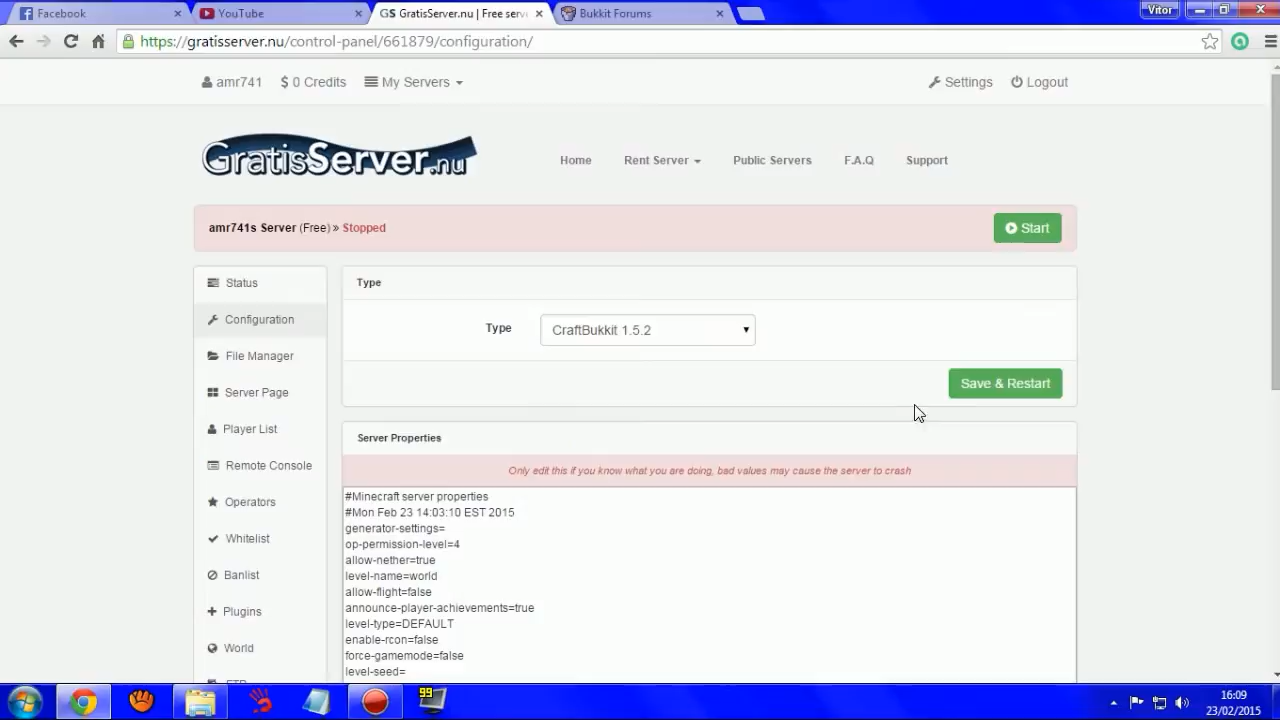 Facebook
YouTube
GS GratisServer.nu | Free serv
Bukkit Forums
Vitor
https://gratisserver.nu/control-panel/661879/configuration/
amr741
$ 0 Credits
My Servers
Settings
Logout
GratisServer.nu
Home
Rent Server
Public Servers
F.A.Q
Support
amr741s Server (Free) » Stopped
Start
Status
Configuration
File Manager
Server Page
Player List
Remote Console
Operators
Whitelist
Banlist
Plugins
World
Type
Type
CraftBukkit 1.5.2
Save & Restart
Server Properties
Only edit this if you know what you are doing, bad values may cause the server to crash
#Minecraft server properties
#Mon Feb 23 14:03:10 EST 2015
generator-settings=
op-permission-level=4
allow-nether=true
level-name=world
allow-flight=false
announce-player-achievements=true
level-type=DEFAULT
enable-rcon=false
force-gamemode=false
level-seed=
99
16:09
23/02/2015